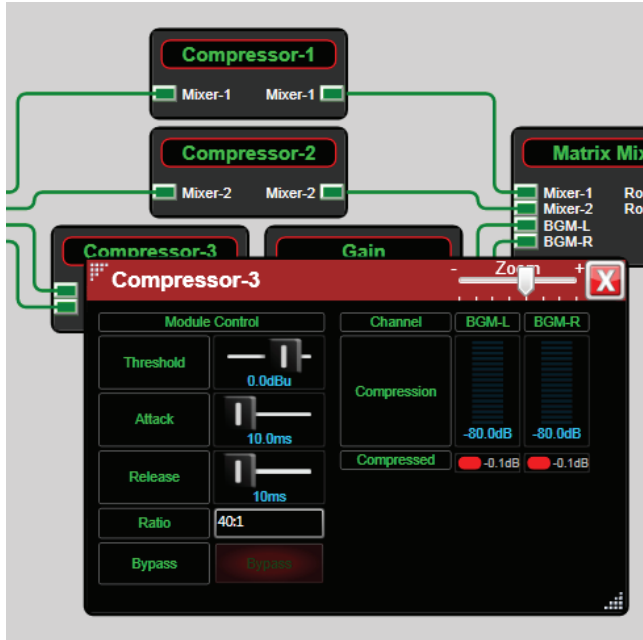 Compressor-1
Mixer-1 Mixer-1
Compressor-2
Mixer-2 Mixer-2
Matrix Mix
Mixer-1 Ro
Mixer-2 Ro
BGM-L
BGM-R
Compressor-3
Gain
Compressor-3
- Zoom +
X
Module Control
Channel BGM-L BGM-R
Threshold
0.0dBu
Compression
Attack
10.0ms
-80.0dB -80.0dB
Compressed -0.1dB -0.1dB
Release
10ms
Ratio 40:1
Bypass Bypass